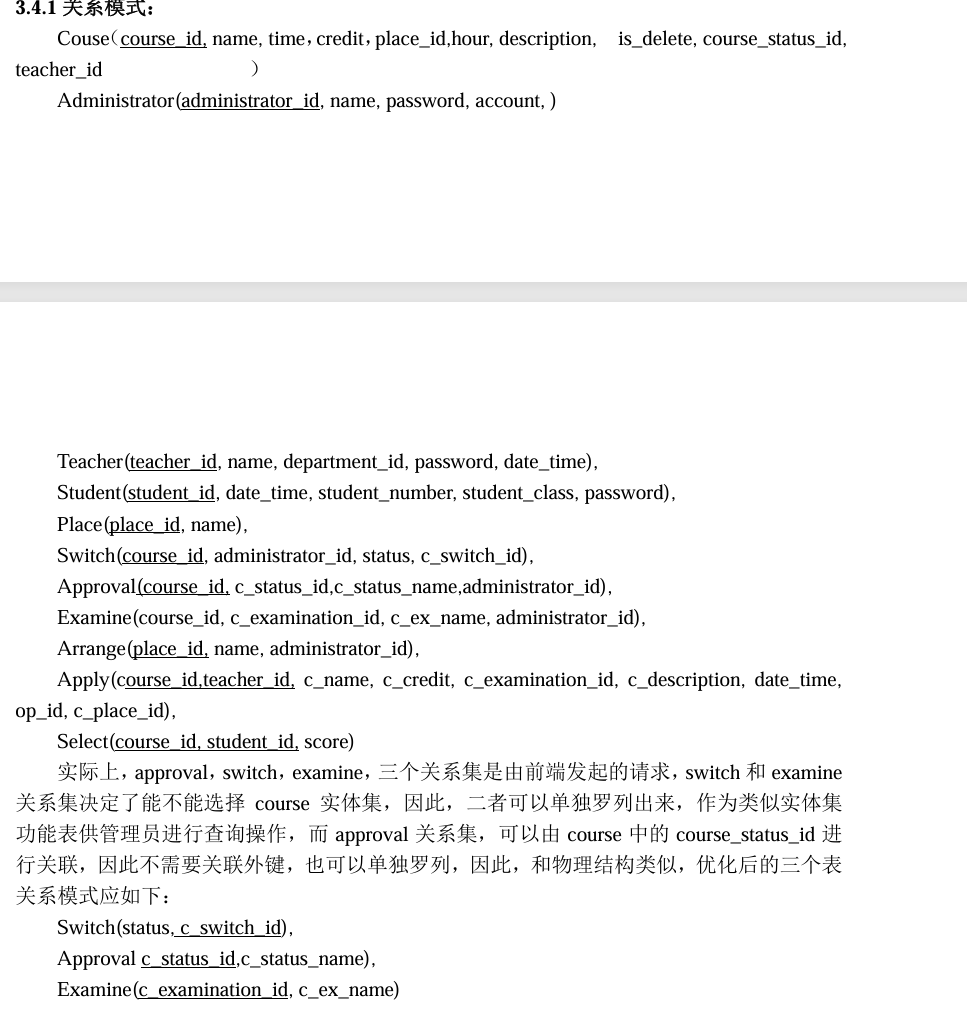 3.4.1 关系模式：
Couse（course_id, name, time，credit，place_id,hour, description, is_delete, course_status_id,
teacher_id ）
Administrator(administrator_id, name, password, account, )
Teacher(teacher_id, name, department_id, password, date_time),
Student(student_id, date_time, student_number, student_class, password),
Place(place_id, name),
Switch(course_id, administrator_id, status, c_switch_id),
Approval(course_id, c_status_id,c_status_name,administrator_id),
Examine(course_id, c_examination_id, c_ex_name, administrator_id),
Arrange(place_id, name, administrator_id),
Apply(course_id,teacher_id, c_name, c_credit, c_examination_id, c_description, date_time,
op_id, c_place_id),
Select(course_id, student_id, score)
实际上，approval，switch，examine，三个关系集是由前端发起的请求，switch 和 examine
关系集决定了能不能选择 course 实体集，因此，二者可以单独罗列出来，作为类似实体集
功能表供管理员进行查询操作，而 approval 关系集，可以由 course 中的 course_status_id 进
行关联，因此不需要关联外键，也可以单独罗列，因此，和物理结构类似，优化后的三个表
关系模式应如下：
Switch(status, c_switch_id),
Approval c_status_id,c_status_name),
Examine(c_examination_id, c_ex_name)